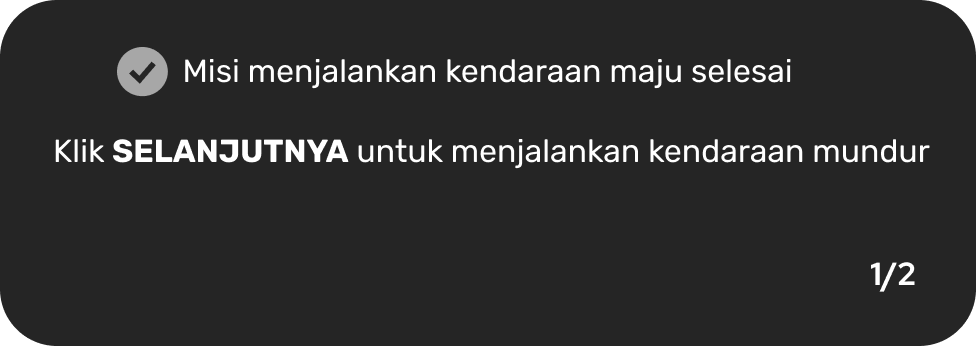 Misi menjalankan kendaraan maju selesai
Klik SELANJUTNYA untuk menjalankan kendaraan mundur
1/2